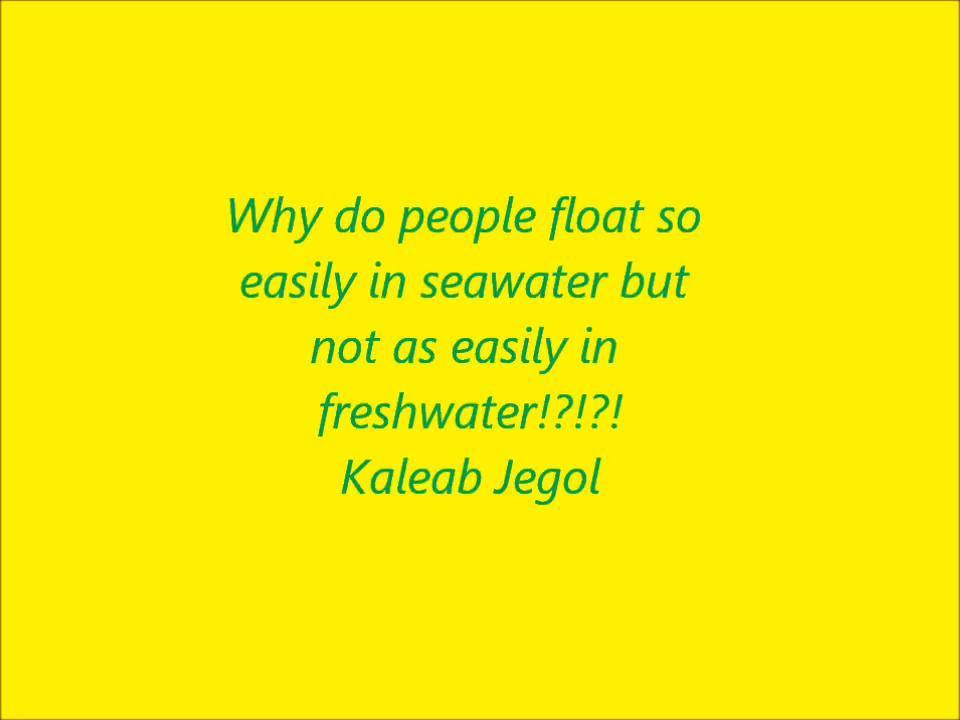 Why do people float so
easily in seawater but
not as easily in
freshwater!?!?!
Kaleab Jegol